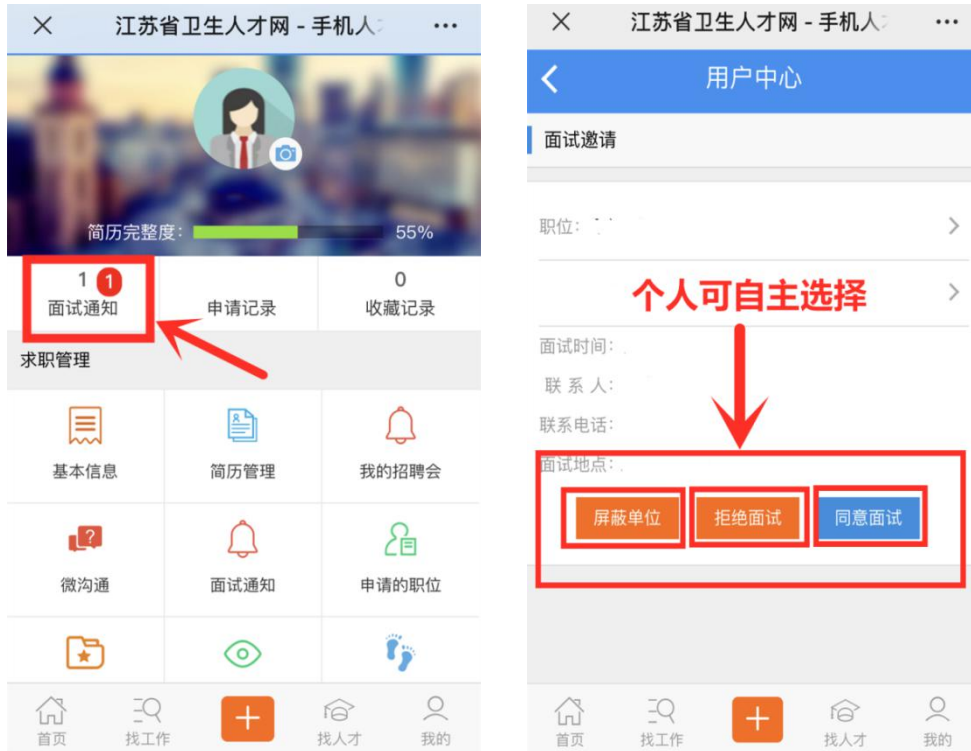 江苏省卫生人才网 - 手机人
简历完整度：
55%
1
1
面试通知
申请记录
0
收藏记录
求职管理
基本信息
简历管理
我的招聘会
微沟通
?
面试通知
申请的职位
首页
找工作
找人才
我的
江苏省卫生人才网 - 手机人
用户中心
面试邀请
职位：
个人可自主选择
面试时间：
联 系 人：
联系电话：
面试地点：
屏蔽单位
拒绝面试
同意面试
首页
找工作
找人才
我的